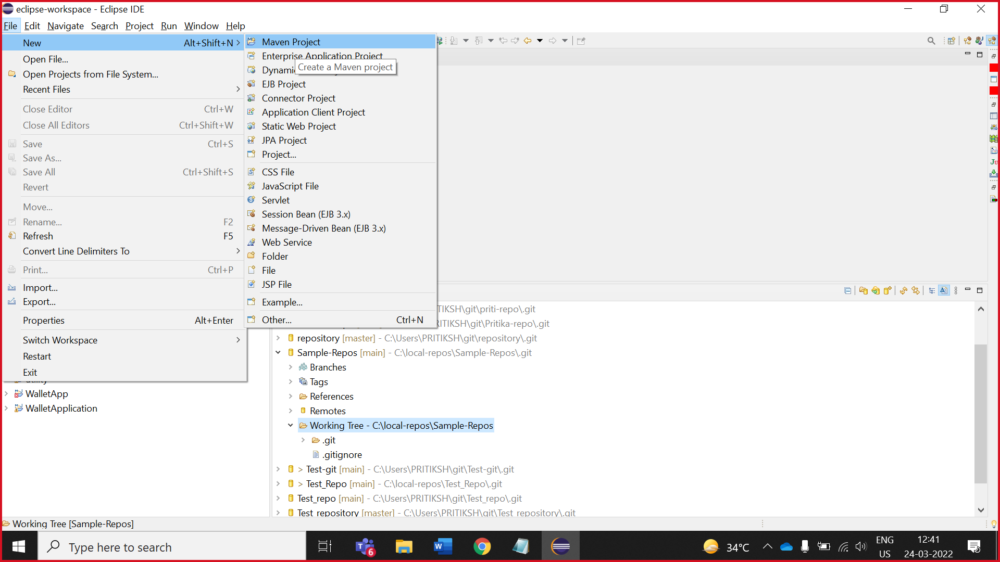 eclipse-workspace - Eclipse IDE
File Edit Navigate Search Project Run Window Help
New Alt+Shift+N
Open File...
Open Projects from File System...
Recent Files
Close Editor Ctrl+W
Close All Editors Ctrl+Shift+W
Save Ctrl+S
Save As...
Save All Ctrl+Shift+S
Revert
Move...
Rename... F2
Refresh F5
Convert Line Delimiters To
Print... Ctrl+P
Import...
Export...
Properties Alt+Enter
Switch Workspace
Restart
Exit
Maven Project
Enterprise Application Project
Create a Maven project
EJB Project
Connector Project
Application Client Project
Static Web Project
JPA Project
Project...
CSS File
JavaScript File
Servlet
Session Bean (EJB 3.x)
Message-Driven Bean (EJB 3.x)
Web Service
Folder
File
JSP File
Example...
Other... Ctrl+N
utility
WalletApp
WalletApplication
TIKSH\git\priti-repo\.git
TIKSH\git\Pritika-repo\.git
repository [master] - C:\Users\PRITIKSH\git\repository\.git
Sample-Repos [main] - C:\local-repos\Sample-Repos\.git
Branches
Tags
References
Remotes
Working Tree - C:\local-repos\Sample-Repos
.git
.gitignore
> Test-git [main] - C:\Users\PRITIKSH\git\Test-git\.git
> Test_Repo [main] - C:\local-repos\Test_Repo\.git
Test_repo [main] - C:\Users\PRITIKSH\git\Test_repo\.git
Test_repository [master] - C:\Users\PRITIKSH\git\Test_repository\.git
Working Tree [Sample-Repos]
Type here to search
6
34°C
ENG
US
12:41
24-03-2022